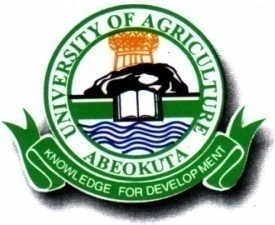 UNIVERSITY OF AGRICULTURE
ABEOKUTA
KNOWLEDGE FOR DEVELOPMENT